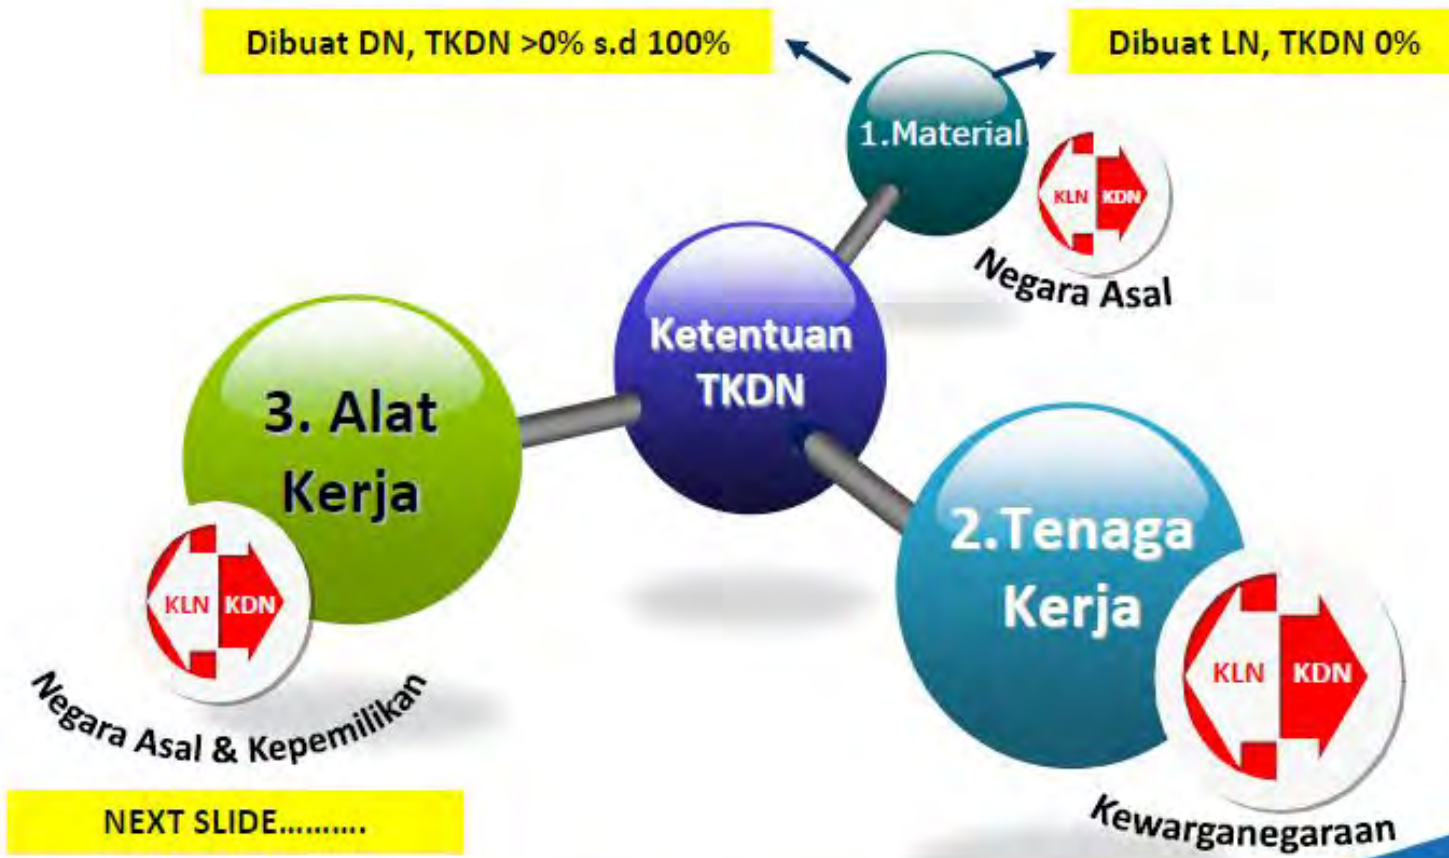 Dibuat DN, TKDN >0% s.d 100%
Dibuat LN, TKDN 0%
1.Material
KLN KDN
Negara Asal
Ketentuan
TKDN
3. Alat
Kerja
KLN KDN
Negara Asal & Kepemilikan
2.Tenaga
Kerja
KLN KDN
Kewarganegaraan
NEXT SLIDE..........